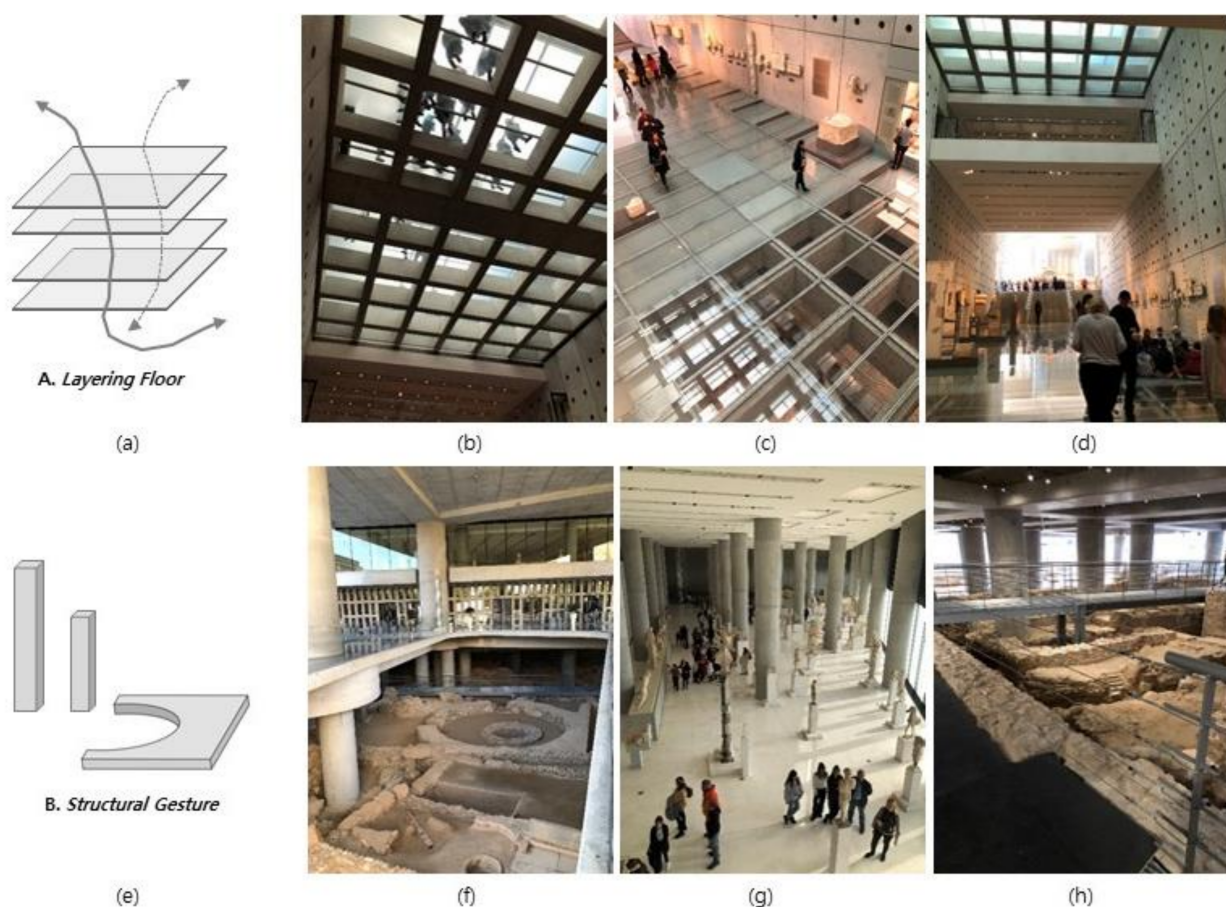 A. Layering Floor
(a)
(b)
(c)
(d)
B. Structural Gesture
(e)
(f)
(g)
(h)